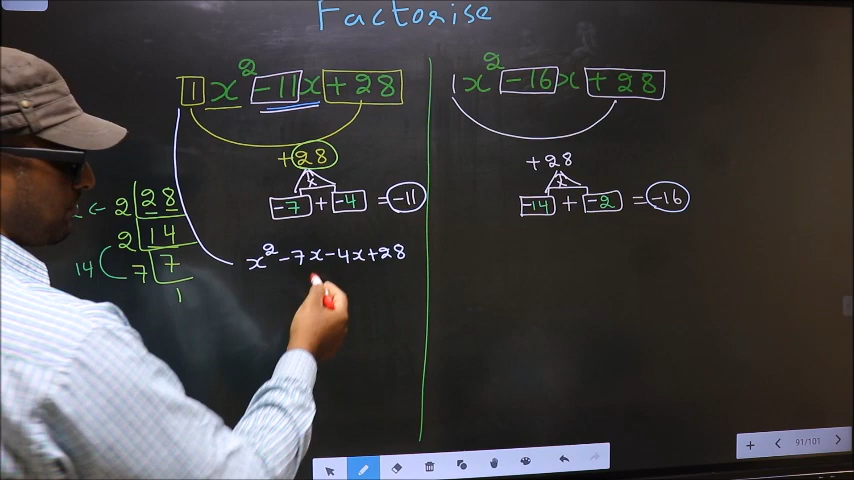 Factorise
1x² -11x +28
+28
x
-7 + -4 = -11
2 28
2 14
7 7
1
14
x² -7x -4x +28
1x² -16x +28
+28
x
-14 + -2 = -16
91/101